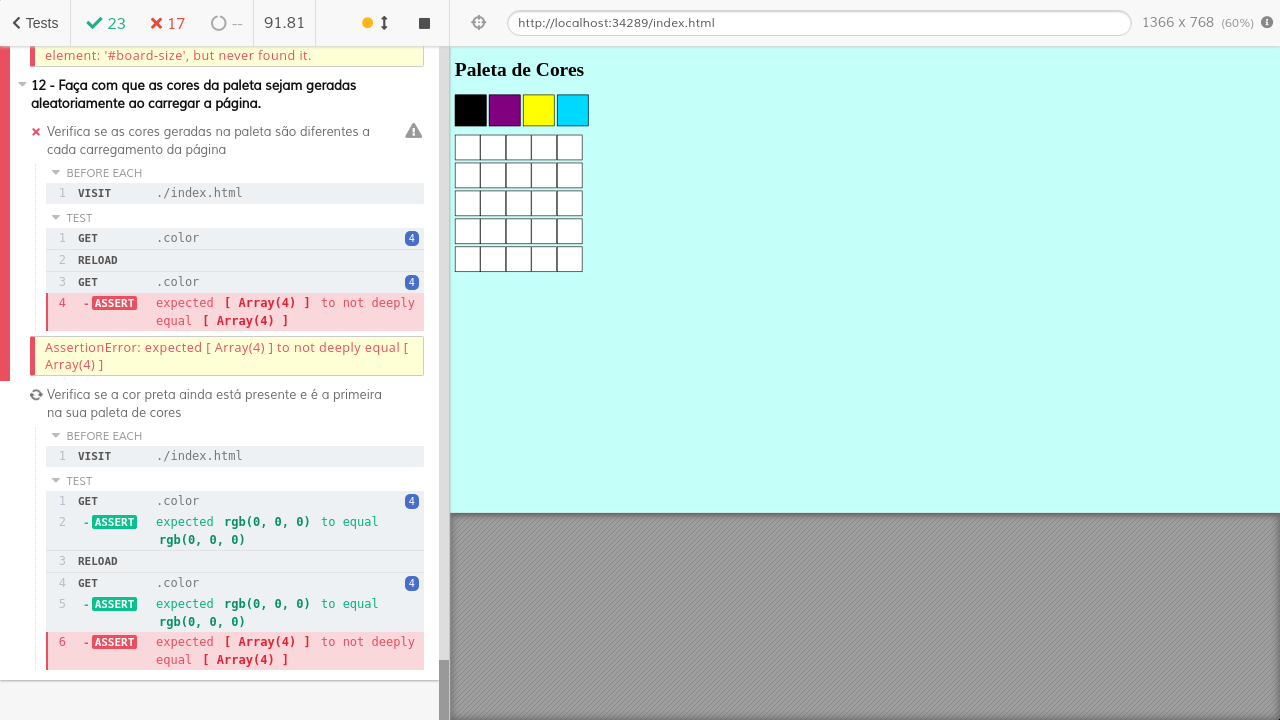 Tests
23
17
--
91.81
http://localhost:34289/index.html
1366 x 768 (60%)
element: '#board-size', but never found it.
12 - Faça com que as cores da paleta sejam geradas
aleatoriamente ao carregar a página.
Verifica se as cores geradas na paleta são diferentes a
cada carregamento da página
BEFORE EACH
1 VISIT ./index.html
TEST
1 GET .color 4
2 RELOAD
3 GET .color 4
4 -ASSERT expected [ Array(4) ] to not deeply
equal [ Array(4) ]
AssertionError: expected [ Array(4) ] to not deeply equal [
Array(4) ]
Verifica se a cor preta ainda está presente e é a primeira
na sua paleta de cores
BEFORE EACH
1 VISIT ./index.html
TEST
1 GET .color 4
2 -ASSERT expected rgb(0, 0, 0) to equal
rgb(0, 0, 0)
3 RELOAD
4 GET .color 4
5 -ASSERT expected rgb(0, 0, 0) to equal
rgb(0, 0, 0)
6 -ASSERT expected [ Array(4) ] to not deeply
equal [ Array(4) ]
Paleta de Cores